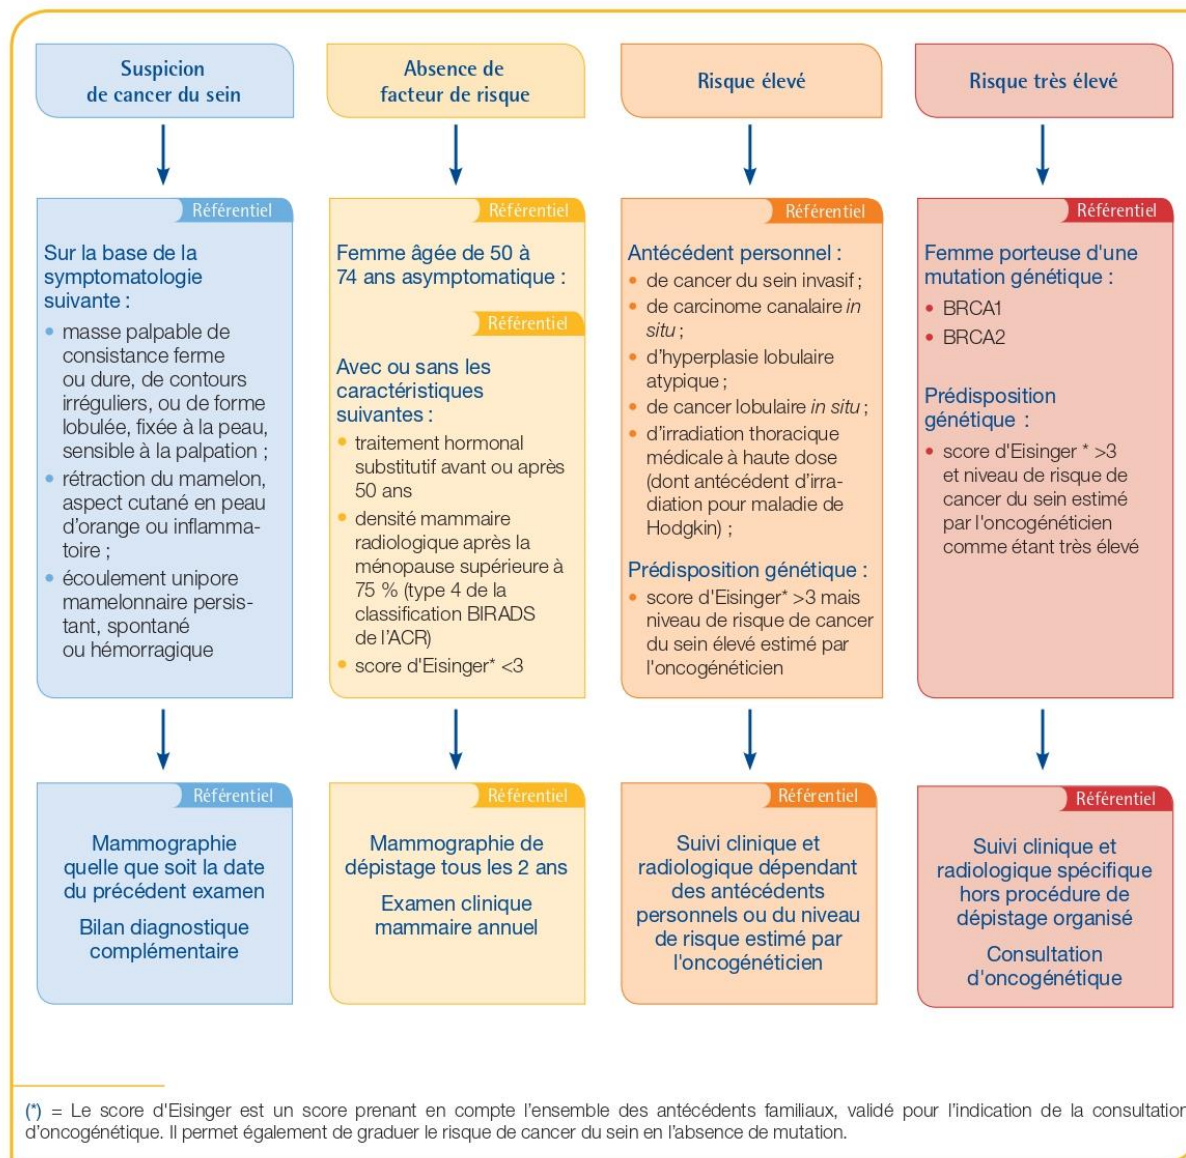 Suspicion
de cancer du sein
Référentiel
Sur la base de la
symptomatologie
suivante :
• masse palpable de
consistance ferme
ou dure, de contours
irréguliers, ou de forme
lobulée, fixée à la peau,
sensible à la palpation ;
• rétraction du mamelon,
aspect cutané en peau
d'orange ou inflamma-
toire ;
• écoulement unipore
mamelonnaire persis-
tant, spontané
ou hémorragique
Référentiel
Mammographie
quelle que soit la date
du précédent examen
Bilan diagnostique
complémentaire
Absence de
facteur de risque
Référentiel
Femme âgée de 50 à
74 ans asymptomatique :
Référentiel
Avec ou sans les
caractéristiques
suivantes :
• traitement hormonal
substitutif avant ou après
50 ans
• densité mammaire
radiologique après la
ménopause supérieure à
75 % (type 4 de la
classification BIRADS
de l'ACR)
• score d'Eisinger* <3
Référentiel
Mammographie de
dépistage tous les 2 ans
Examen clinique
mammaire annuel
Risque élevé
Référentiel
Antécédent personnel :
• de cancer du sein invasif ;
• de carcinome canalaire in
situ ;
• d'hyperplasie lobulaire
atypique ;
• de cancer lobulaire in situ ;
• d'irradiation thoracique
médicale à haute dose
(dont antécédent d'irra-
diation pour maladie de
Hodgkin) ;
Prédisposition génétique :
• score d'Eisinger* >3 mais
niveau de risque de cancer
du sein élevé estimé par
l'oncogénéticien
Référentiel
Suivi clinique et
radiologique dépendant
des antécédents
personnels ou du niveau
de risque estimé par
l'oncogénéticien
Risque très élevé
Référentiel
Femme porteuse d'une
mutation génétique :
• BRCA1
• BRCA2
Prédisposition
génétique :
• score d'Eisinger * >3
et niveau de risque de
cancer du sein estimé
par l'oncogénéticien
comme étant très élevé
Référentiel
Suivi clinique et
radiologique spécifique
hors procédure de
dépistage organisé
Consultation
d'oncogénétique
(*) = Le score d'Eisinger est un score prenant en compte l'ensemble des antécédents familiaux, validé pour l'indication de la consultation
d'oncogénétique. Il permet également de graduer le risque de cancer du sein en l'absence de mutation.